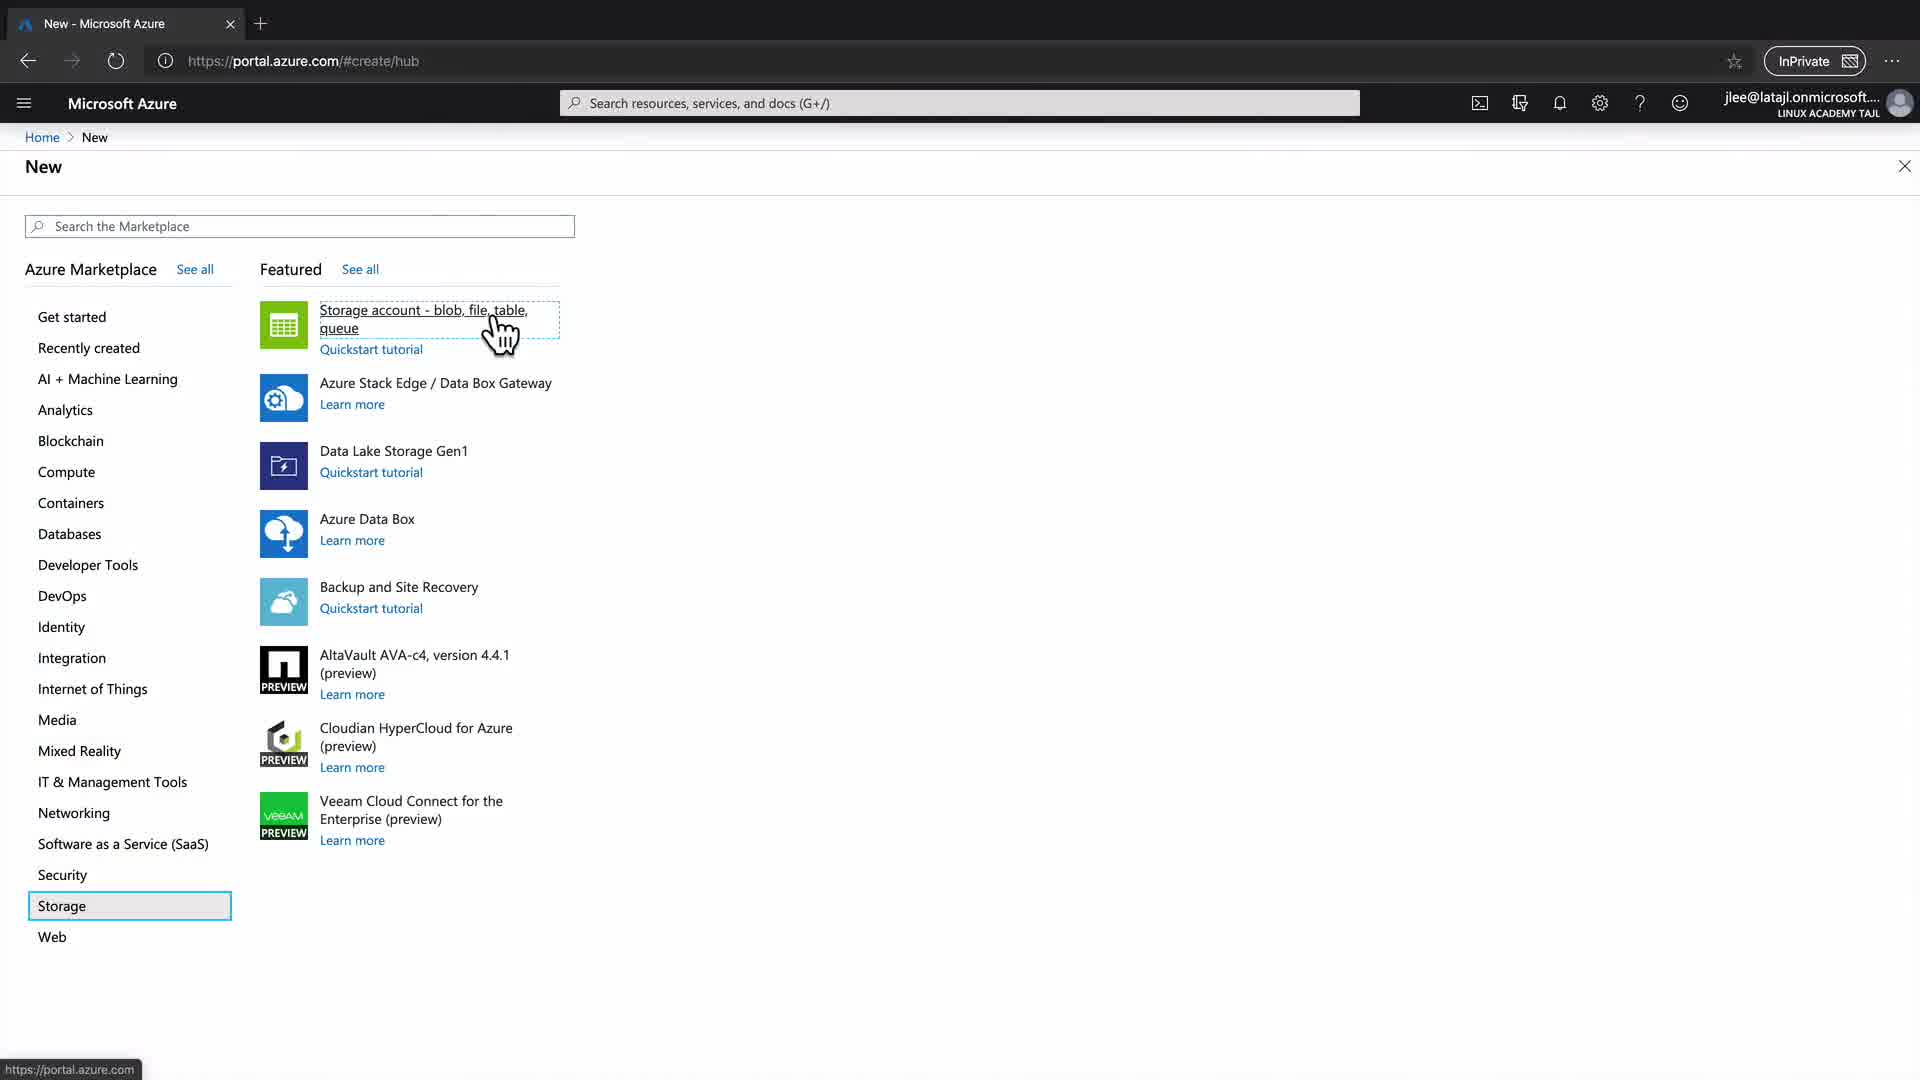 New - Microsoft Azure
https://portal.azure.com/#create/hub
InPrivate
Microsoft Azure
Search resources, services, and docs (G+/)
jlee@latajl.onmicrosoft....
LINUX ACADEMY TAJL
Home > New
New
Search the Marketplace
Azure Marketplace See all
Get started
Recently created
AI + Machine Learning
Analytics
Blockchain
Compute
Containers
Databases
Developer Tools
DevOps
Identity
Integration
Internet of Things
Media
Mixed Reality
IT & Management Tools
Networking
Software as a Service (SaaS)
Security
Storage
Web
Featured See all
Storage account - blob, file, table,
queue
Quickstart tutorial
Azure Stack Edge / Data Box Gateway
Learn more
Data Lake Storage Gen1
Quickstart tutorial
Azure Data Box
Learn more
Backup and Site Recovery
Quickstart tutorial
PREVIEW
AltaVault AVA-c4, version 4.4.1
(preview)
Learn more
PREVIEW
Cloudian HyperCloud for Azure
(preview)
Learn more
veeAM
PREVIEW
Veeam Cloud Connect for the
Enterprise (preview)
Learn more
https://portal.azure.com